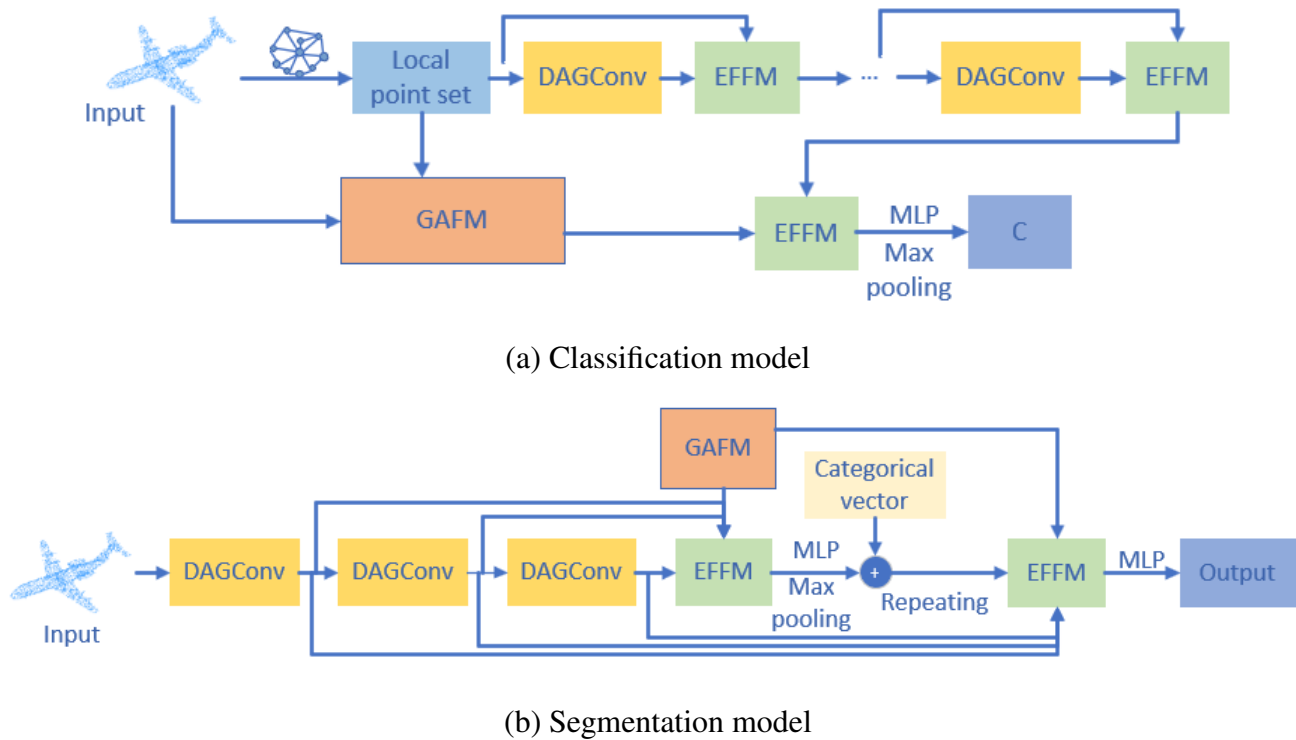 Input
Local
point set
DAGConv
EFFM
...
DAGConv
EFFM
GAFM
EFFM
MLP
Max
pooling
C
(a) Classification model
GAFM
Categorical
vector
Input
DAGConv
DAGConv
DAGConv
EFFM
MLP
Max
pooling
+
Repeating
EFFM
MLP
Output
(b) Segmentation model